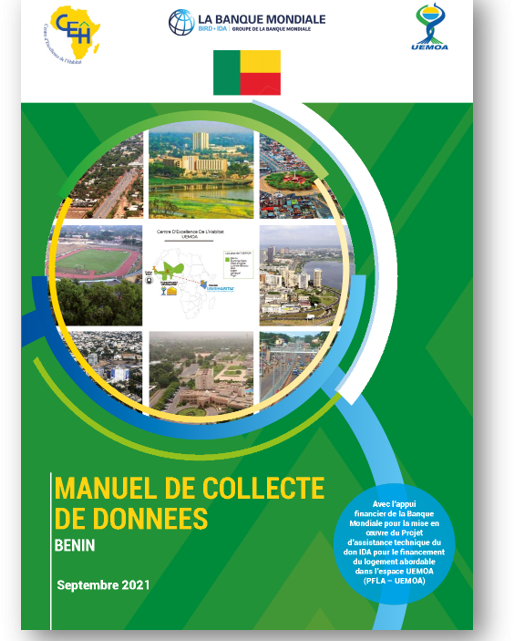 CEH
Centre d'Excellence de l'Habitat
LA BANQUE MONDIALE
BIRD • IDA | GROUPE DE LA BANQUE MONDIALE
UEMOA
Centre D'Excellence De L'Habitat
UEMOA
MANUEL DE COLLECTE
DE DONNEES
BENIN
Septembre 2021
Avec l'appui
financier de la Banque
Mondiale pour la mise en
œuvre du Projet
d'assistance technique du
don IDA pour le financement
du logement abordable
dans l'espace UEMOA
(PFLA – UEMOA)